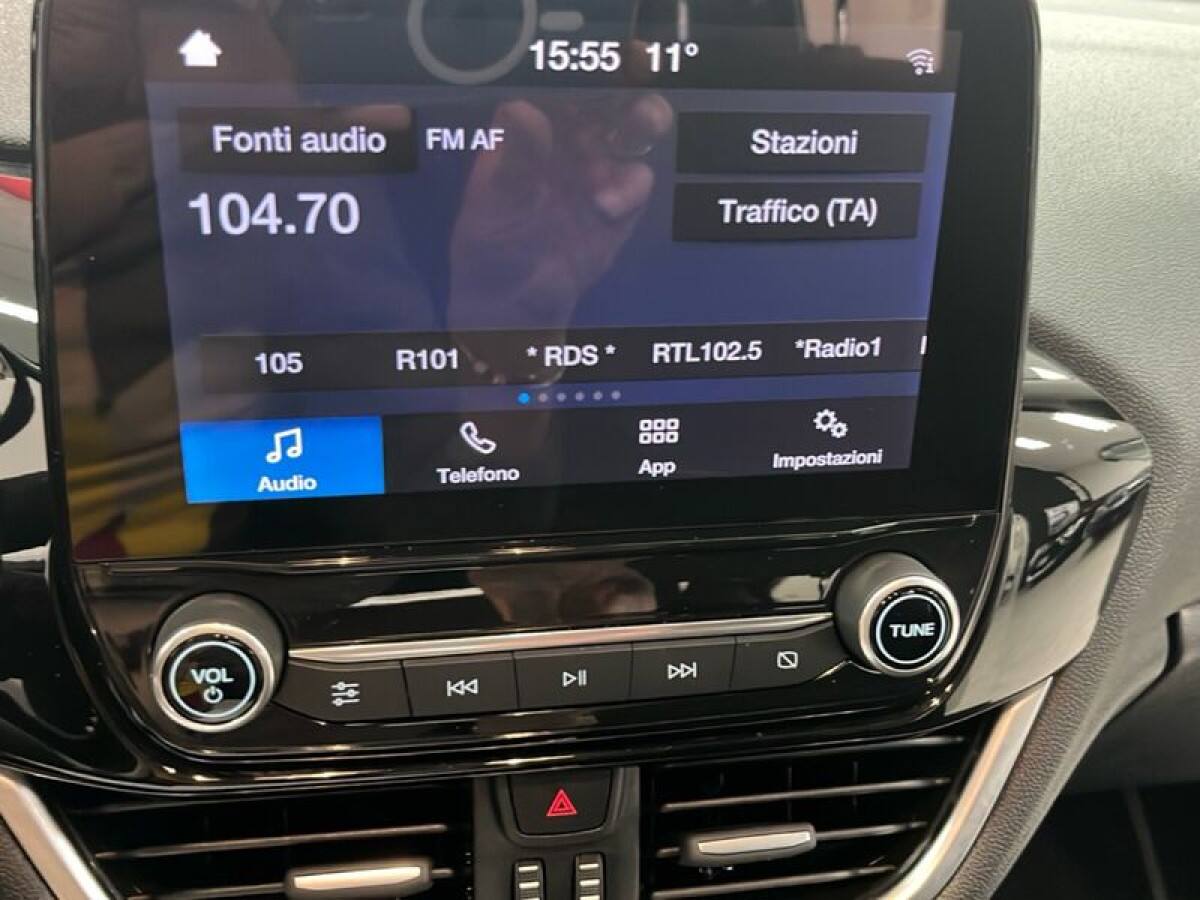 15:55 11°
Fonti audio FM AF Stazioni
104.70 Traffico (TA)
105 R101 * RDS * RTL102.5 *Radio1
Audio Telefono App Impostazioni
VOL TUNE